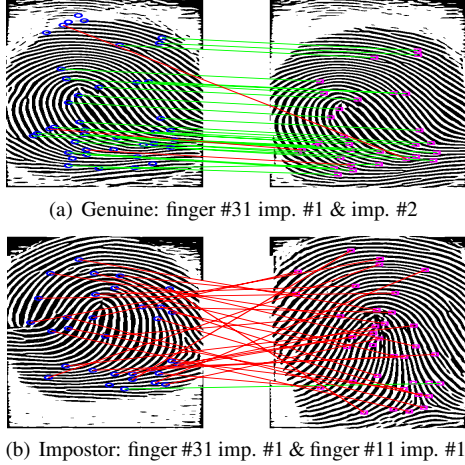 (a) Genuine: finger #31 imp. #1 & imp. #2
(b) Impostor: finger #31 imp. #1 & finger #11 imp. #1